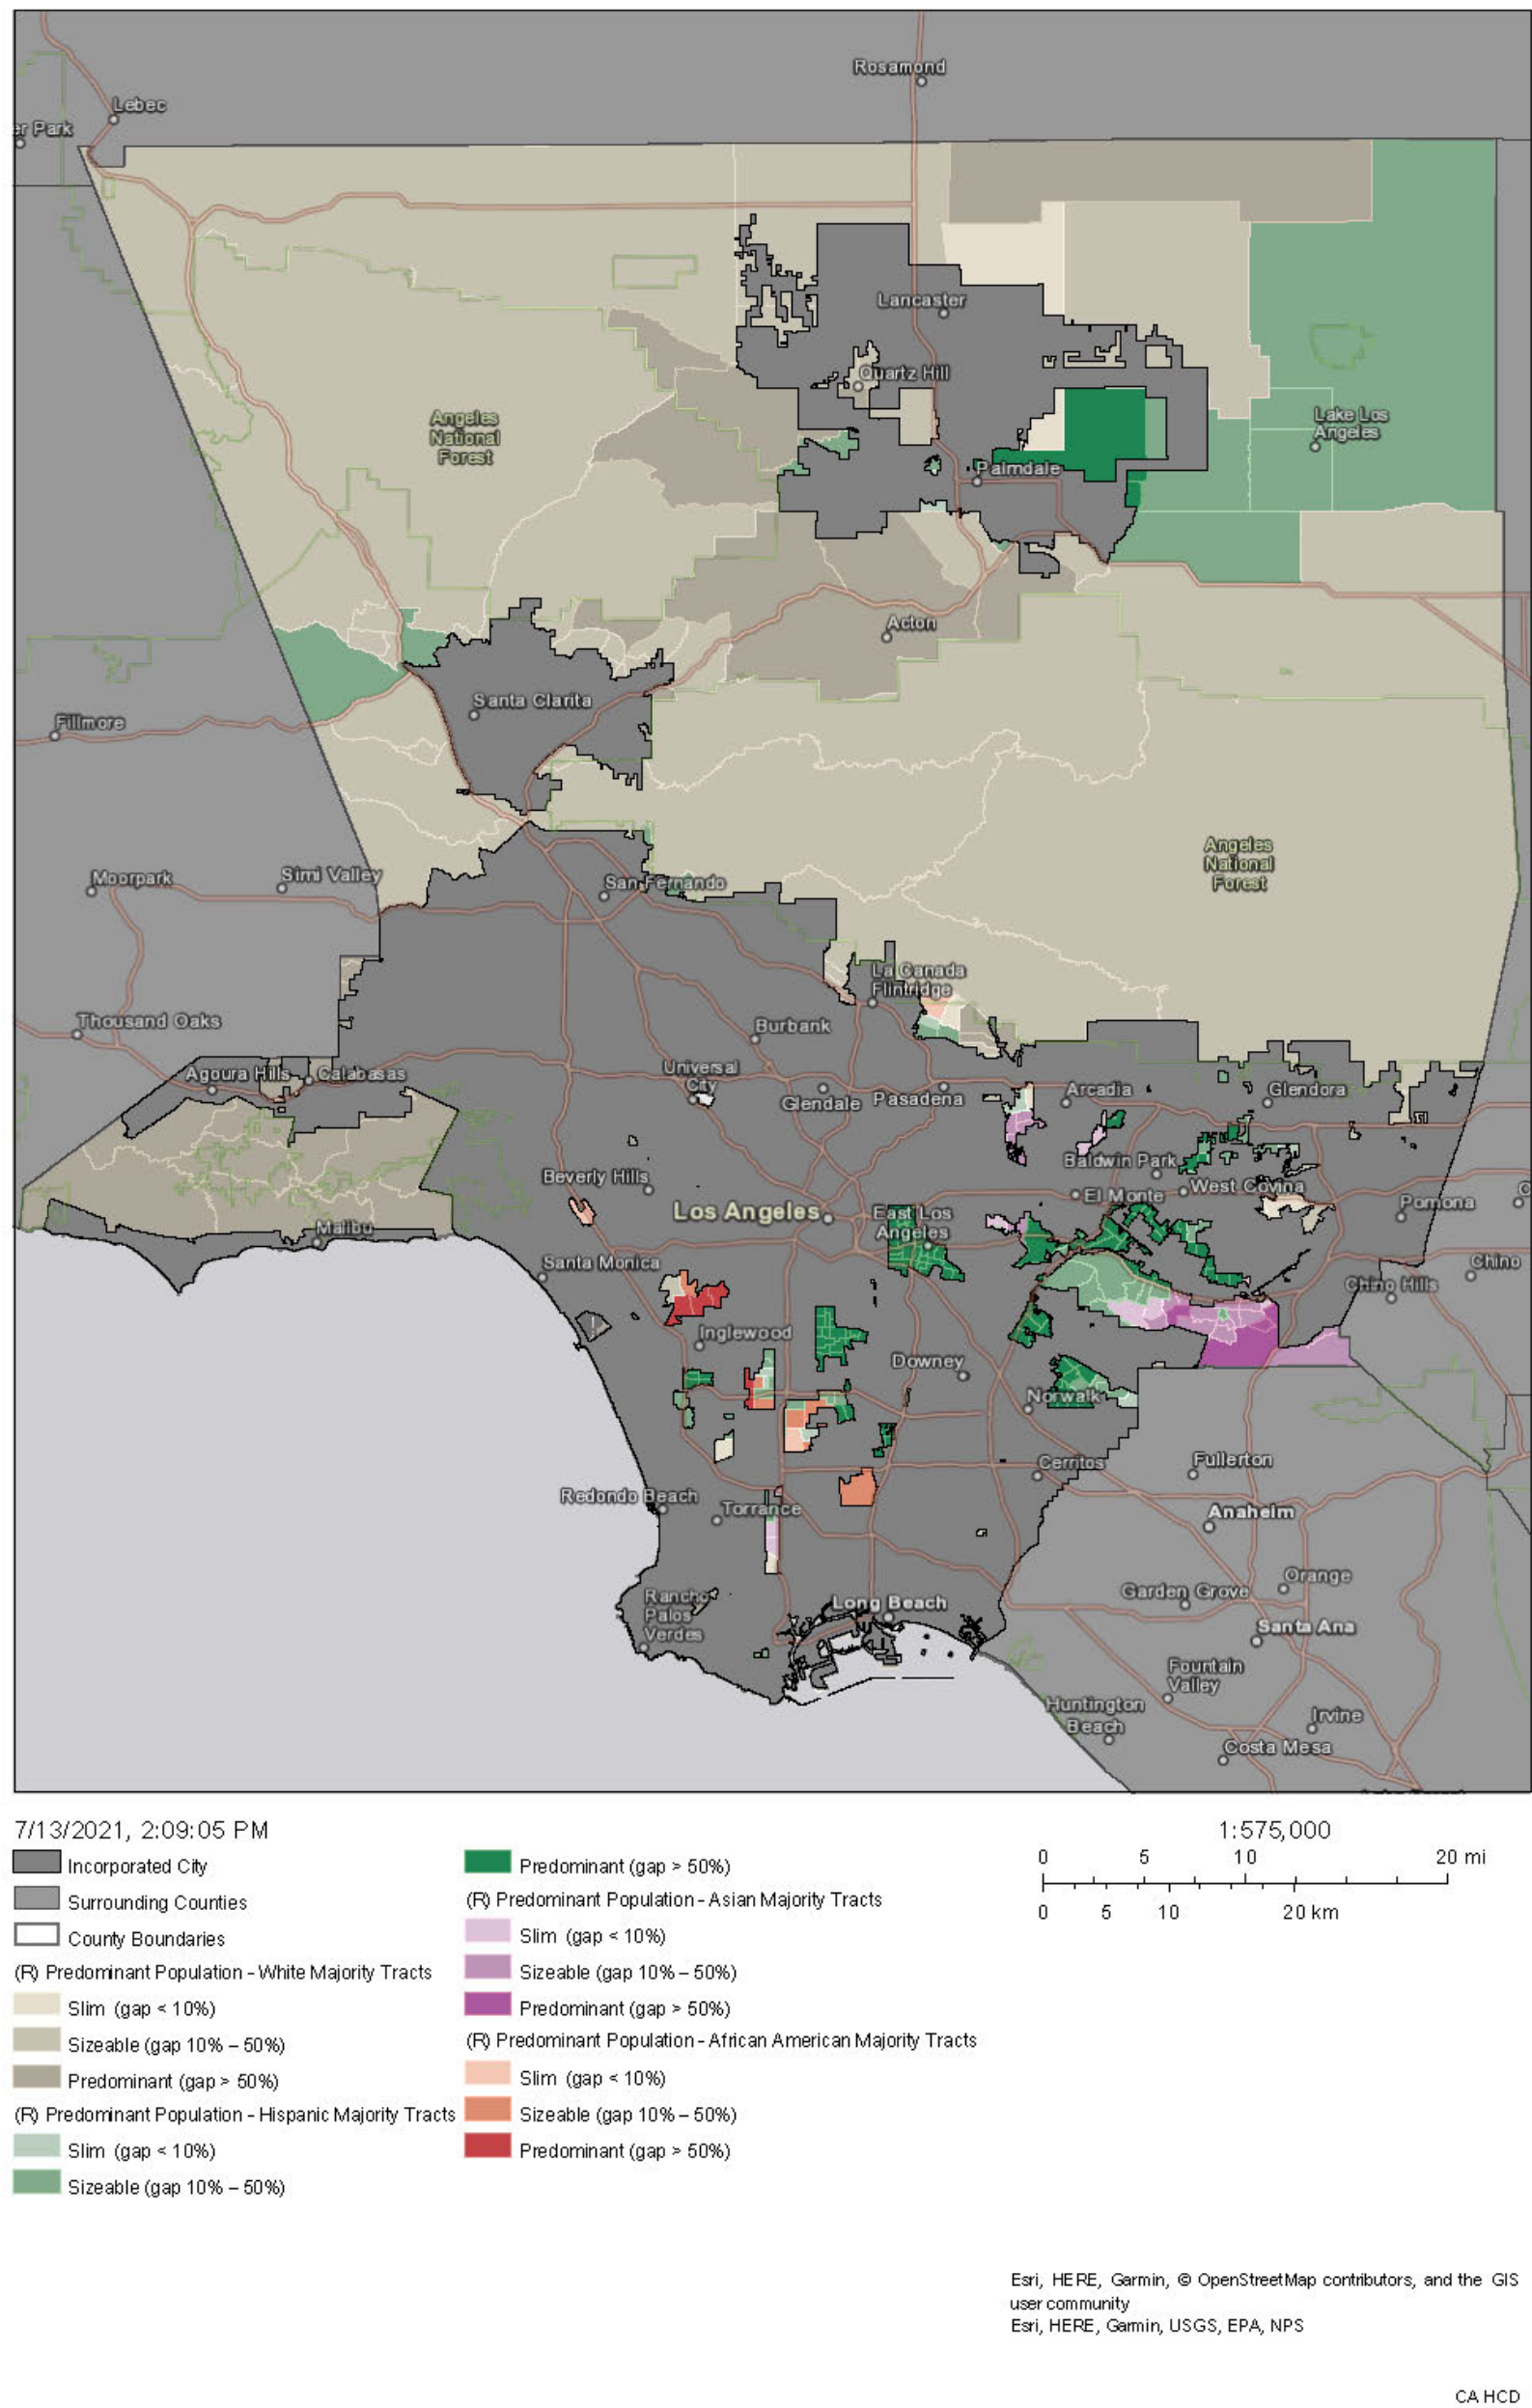 Rosamond
Lebec
er Park
Lancaster
Quartz Hill
Angeles
National
Forest
Lake Los
Angeles
Palmdale
Acton
Santa Clarita
Fillmore
Angeles
National
Forest
Moorpark
Simi Valley
San Fernando
La Canada
Flintridge
Thousand Oaks
Burbank
Agoura Hills
Calabasas
Universal
City
Glendale
Pasadena
Arcadia
Glendora
Baldwin Park
Beverly Hills
El Monte
West Covina
Pomona
O
Los Angeles
East Los
Angeles
Malibu
Santa Monica
Chino
Chino Hills
Inglewood
Downey
Norwalk
Cerritos
Fullerton
Redondo Beach
Torrance
Anaheim
Orange
Garden Grove
Rancho
Palos
Verdes
Long Beach
Santa Ana
Fountain
Valley
Huntington
Beach
Irvine
Costa Mesa
7/13/2021, 2:09:05 PM
Incorporated City
Surrounding Counties
County Boundaries
(R) Predominant Population - White Majority Tracts
Slim (gap < 10%)
Sizeable (gap 10% – 50%)
Predominant (gap > 50%)
(R) Predominant Population - Hispanic Majority Tracts
Slim (gap < 10%)
Sizeable (gap 10% – 50%)
Predominant (gap > 50%)
(R) Predominant Population - Asian Majority Tracts
Slim (gap < 10%)
Sizeable (gap 10% – 50%)
Predominant (gap > 50%)
(R) Predominant Population - African American Majority Tracts
Slim (gap < 10%)
Sizeable (gap 10% – 50%)
Predominant (gap > 50%)
1:575,000
0 5 10 20 mi
0 5 10 20 km
Esri, HERE, Garmin, © OpenStreetMap contributors, and the GIS
user community
Esri, HERE, Garmin, USGS, EPA, NPS
CA HCD